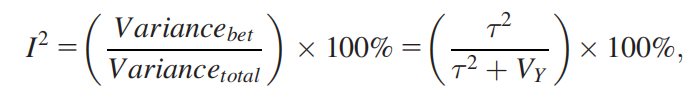 I² = (Variance_bet / Variance_total) × 100% = (τ² / (τ² + V_Y)) × 100%,